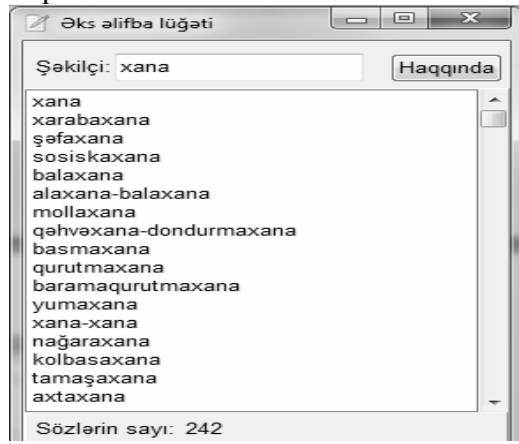 Əks əlifba lüğəti
Şəkilçi: xana
Haqqında
xana
xarabaxana
şəfaxana
sosiskaxana
balaxana
alaxana-balaxana
mollaxana
qəhvəxana-dondurmaxana
basmaxana
qurutmaxana
baramaqurutmaxana
yumaxana
xana-xana
nağaraxana
kolbasaxana
tamaşaxana
axtaxana
Sözlərin sayı: 242